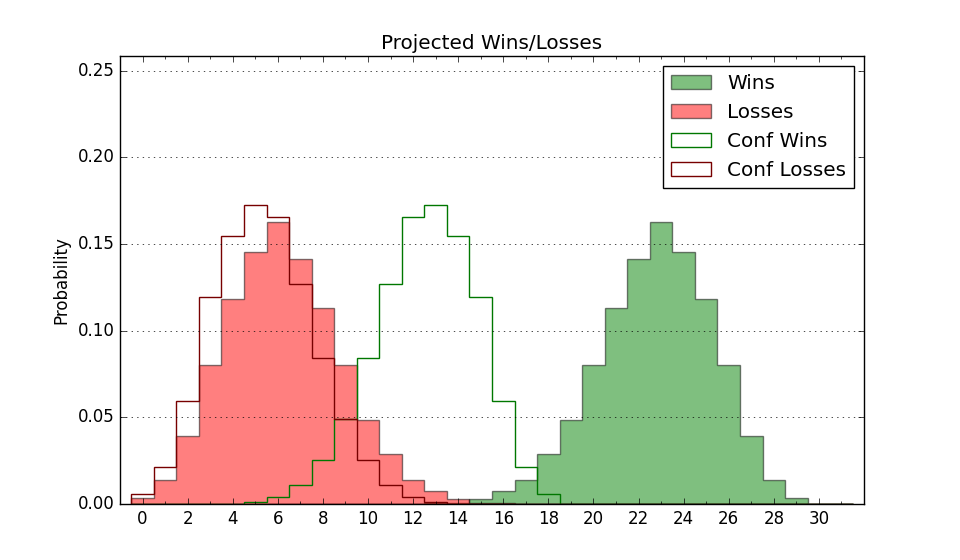 Projected Wins/Losses
0.25
0.20
0.15
0.10
0.05
0.00
Probability
Wins
Losses
Conf Wins
Conf Losses
0 2 4 6 8 10 12 14 16 18 20 22 24 26 28 30